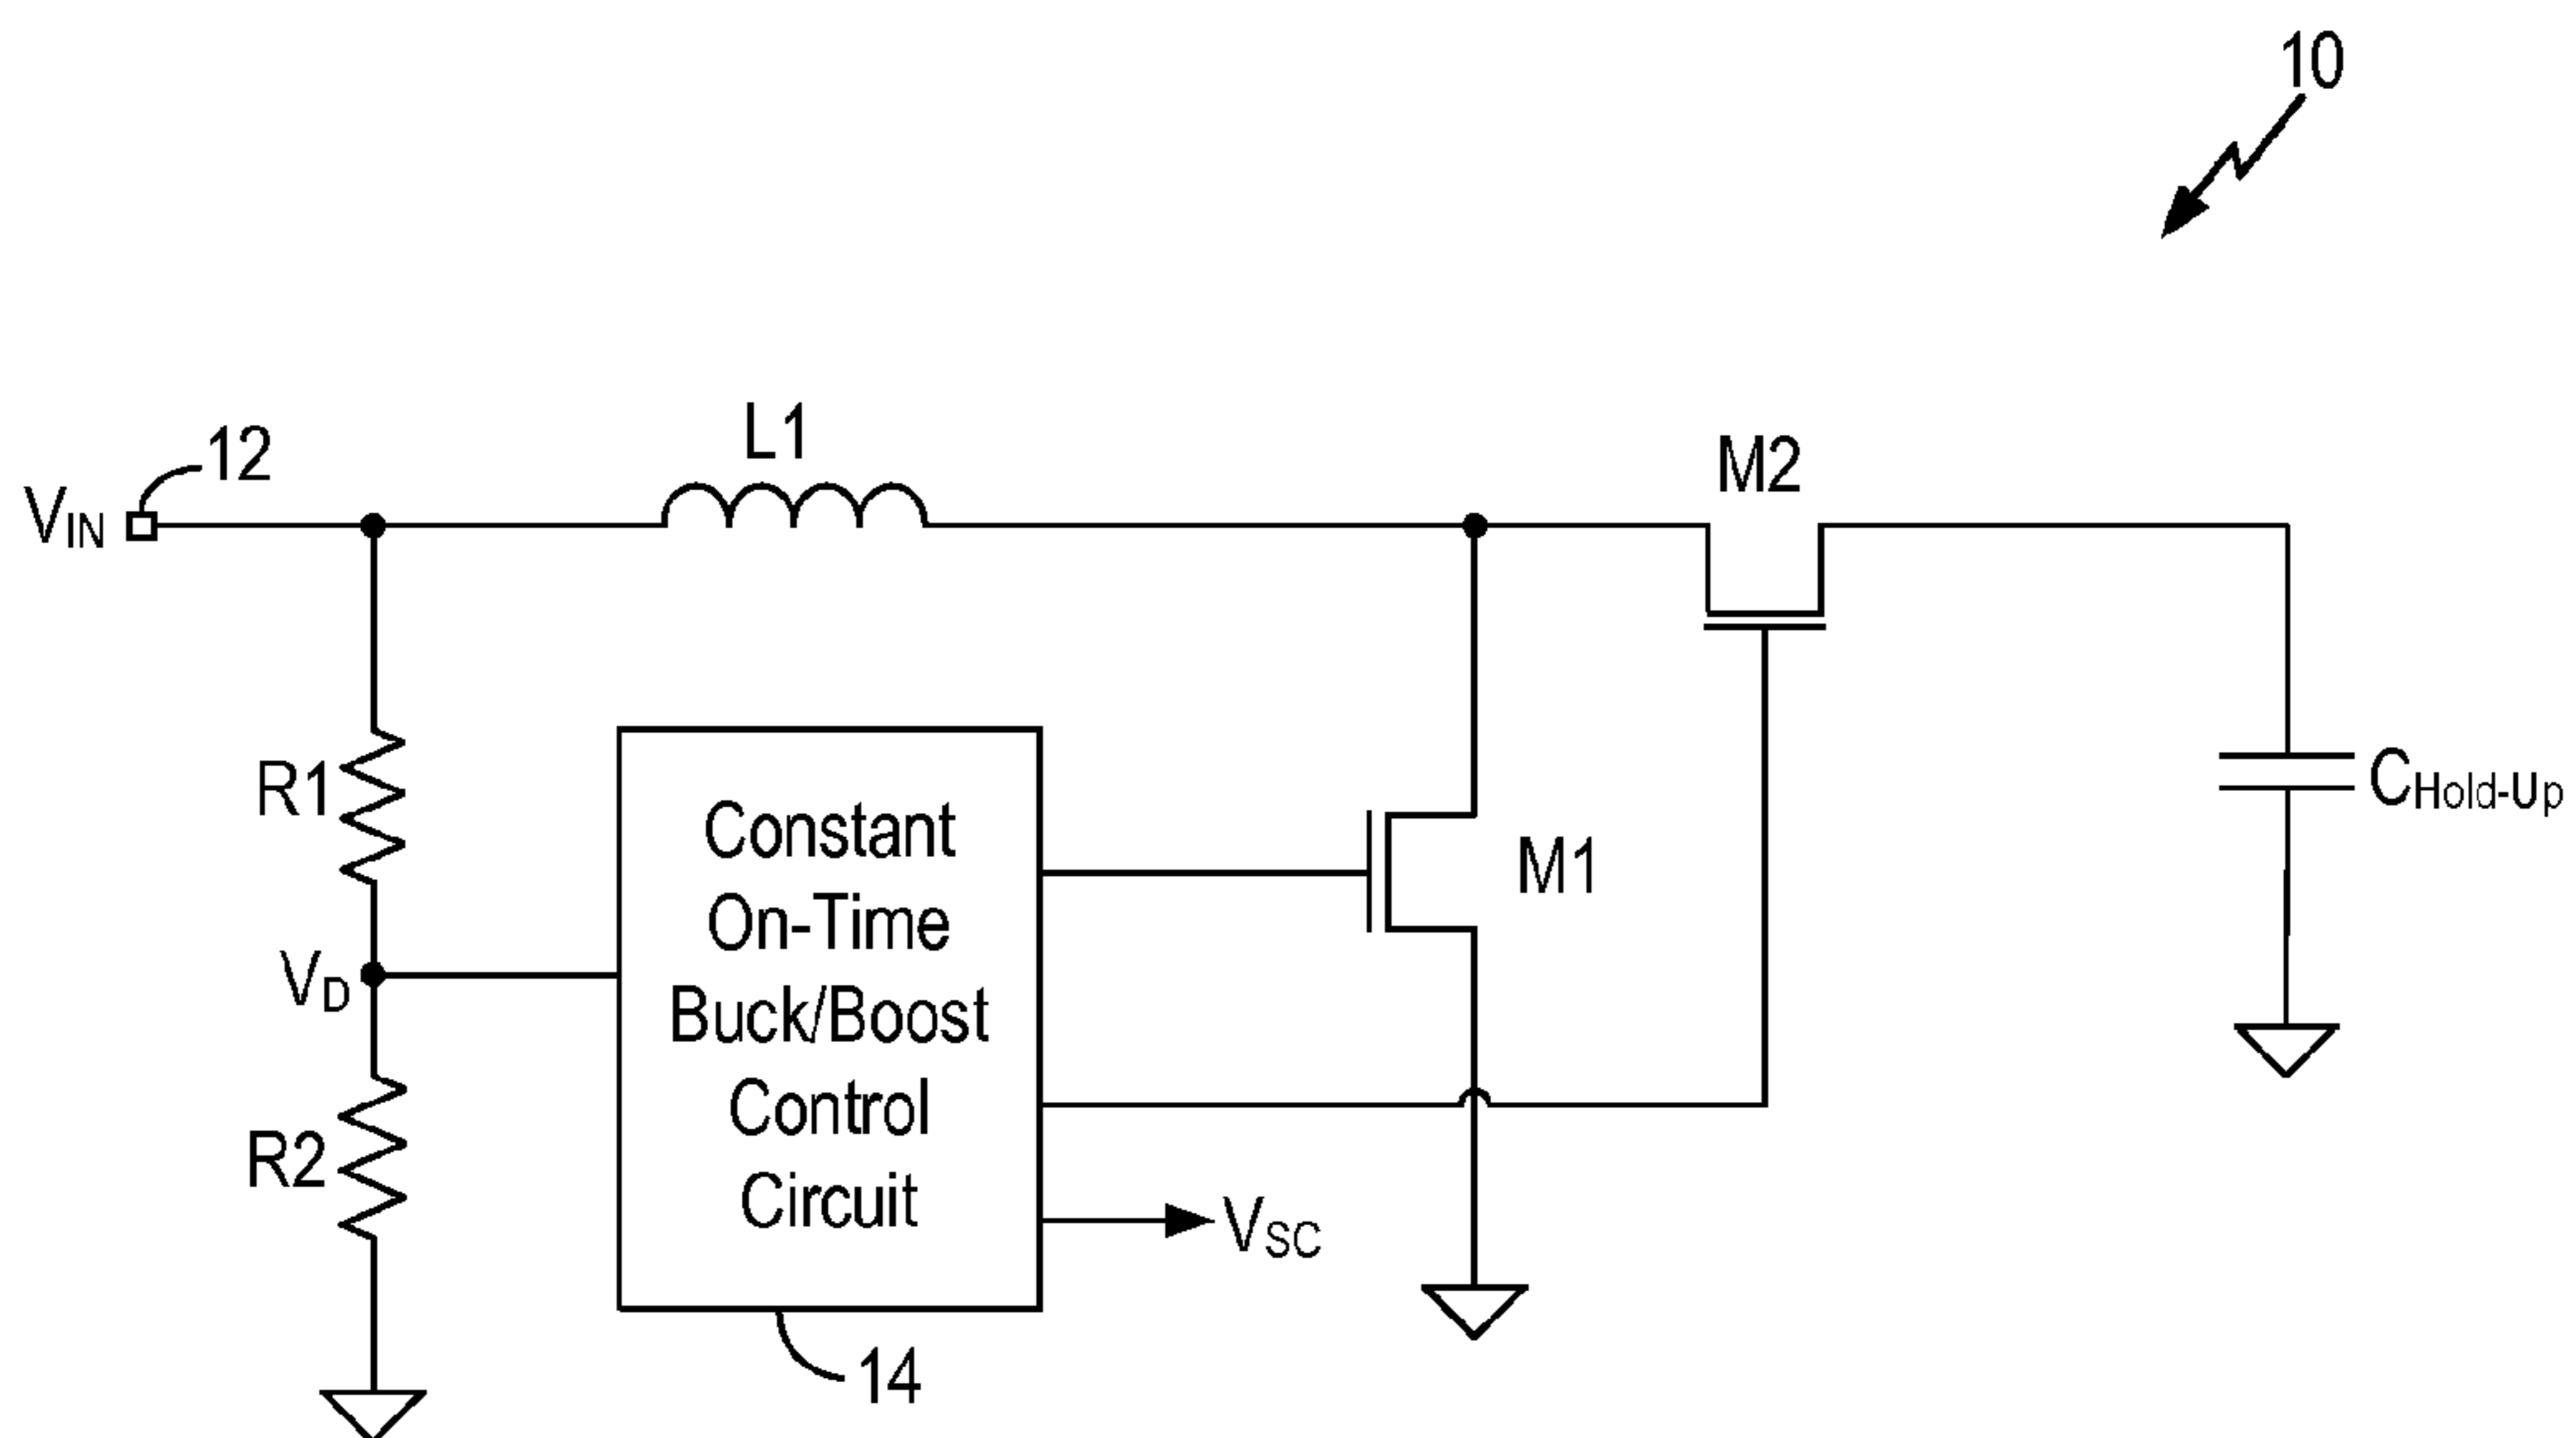 10
12
L1
M2
V_IN
R1
Constant
On-Time
Buck/Boost
Control
Circuit
M1
C_Hold-Up
V_D
R2
V_SC
14